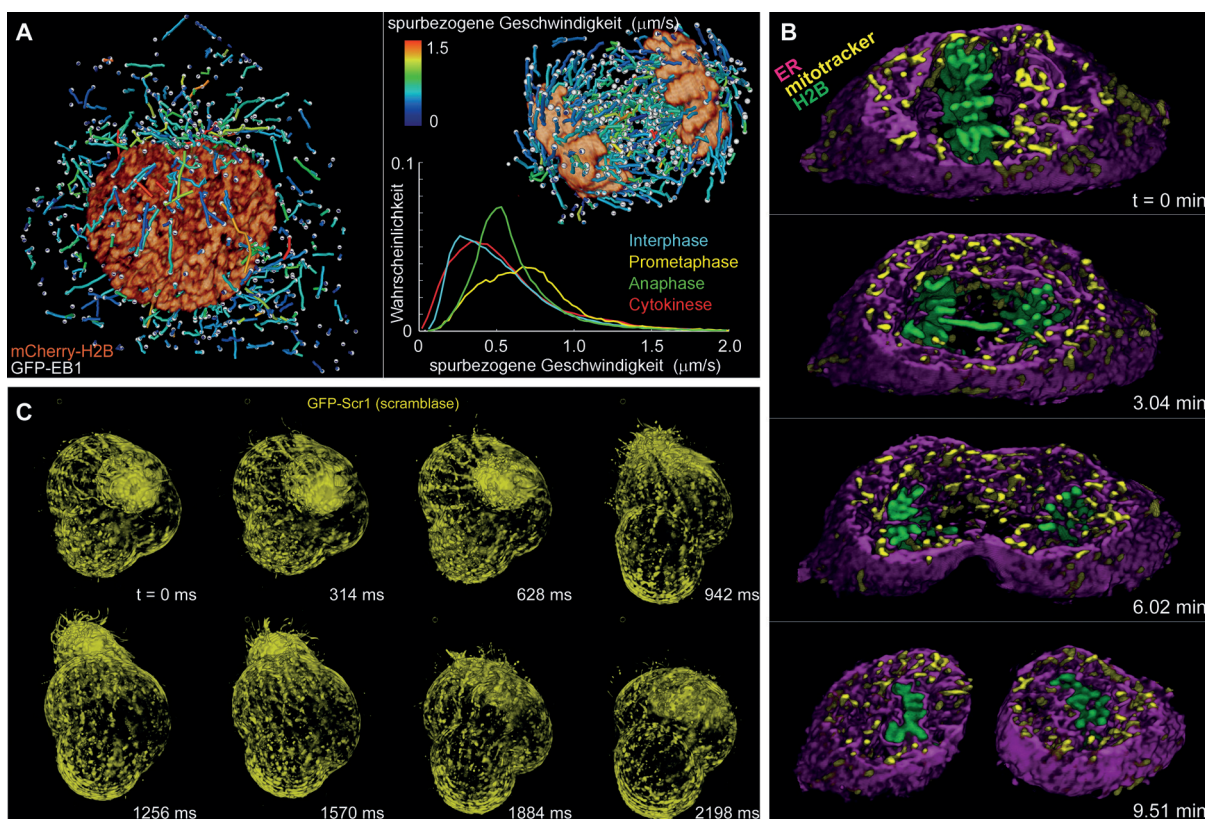 A
spurbezogene Geschwindigkeit (μm/s)
1.5
0
mCherry-H2B
GFP-EB1
0.1
Wahrscheinlichkeit
0
Interphase
Prometaphase
Anaphase
Cytokinese
0 0.5 1.0 1.5 2.0
spurbezogene Geschwindigkeit (μm/s)
B
ER
mitotracker
H2B
t = 0 min
3.04 min
6.02 min
9.51 min
C
GFP-Scr1 (scramblase)
t = 0 ms
314 ms
628 ms
942 ms
1256 ms
1570 ms
1884 ms
2198 ms